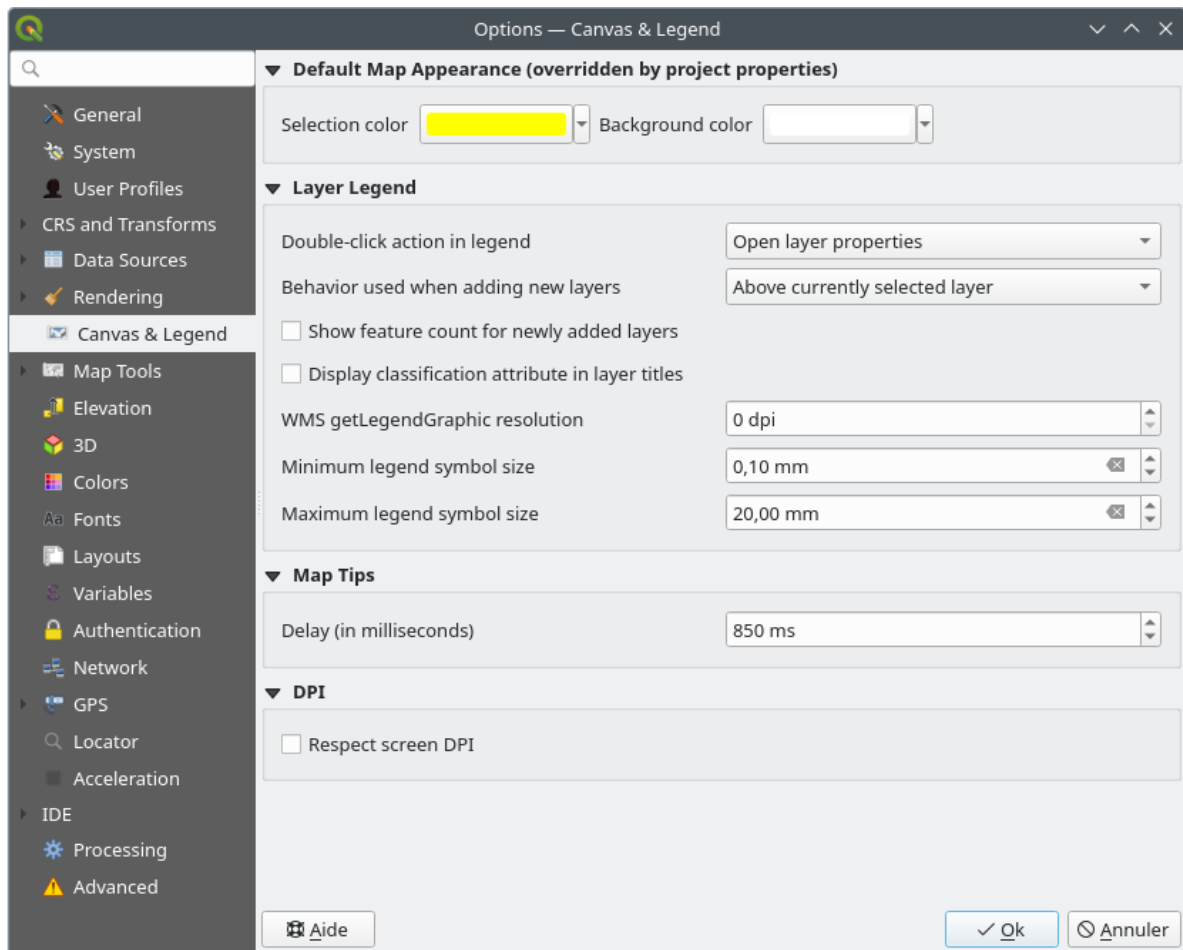 Options — Canvas & Legend
General
System
User Profiles
CRS and Transforms
Data Sources
Rendering
Canvas & Legend
Map Tools
Elevation
3D
Colors
Aa Fonts
Layouts
ε Variables
Authentication
Network
GPS
Locator
Acceleration
IDE
Processing
Advanced
Default Map Appearance (overridden by project properties)
Selection color Background color
Layer Legend
Double-click action in legend Open layer properties
Behavior used when adding new layers Above currently selected layer
Show feature count for newly added layers
Display classification attribute in layer titles
WMS getLegendGraphic resolution 0 dpi
Minimum legend symbol size 0,10 mm
Maximum legend symbol size 20,00 mm
Map Tips
Delay (in milliseconds) 850 ms
DPI
Respect screen DPI
Aide Ok Annuler